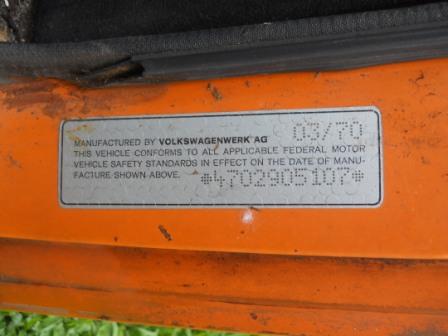 03/70
MANUFACTURED BY VOLKSWAGENWERK AG
THIS VEHICLE CONFORMS TO ALL APPLICABLE FEDERAL MOTOR
VEHICLE SAFETY STANDARDS IN EFFECT ON THE DATE OF MANU-
FACTURE SHOWN ABOVE. *4702905107*